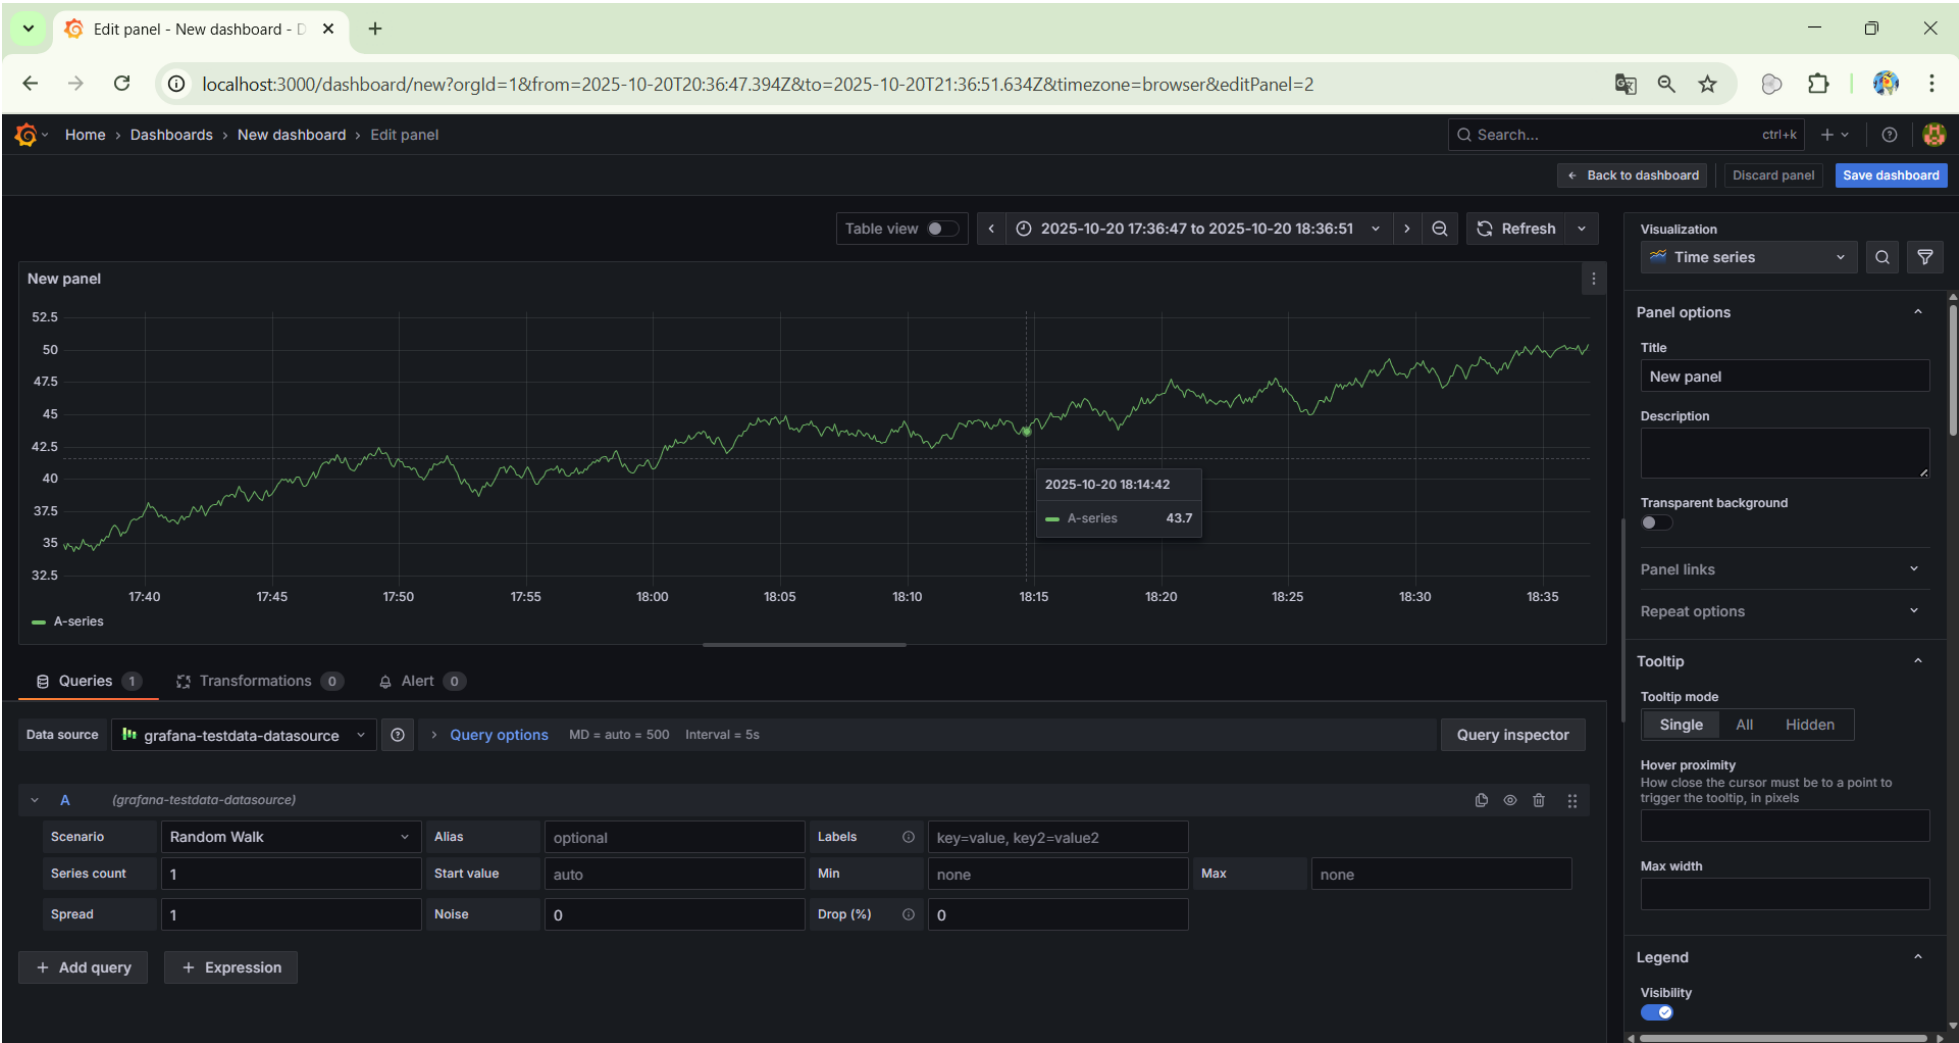 Edit panel - New dashboard - D
localhost:3000/dashboard/new?orgId=1&from=2025-10-20T20:36:47.394Z&to=2025-10-20T21:36:51.634Z&timezone=browser&editPanel=2
Home › Dashboards › New dashboard › Edit panel
Search... ctrl+k
Back to dashboard Discard panel Save dashboard
Table view 2025-10-20 17:36:47 to 2025-10-20 18:36:51 Refresh
Visualization
Time series
New panel
52.5
50
47.5
45
42.5
40
37.5
35
32.5
17:40 17:45 17:50 17:55 18:00 18:05 18:10 18:15 18:20 18:25 18:30 18:35
2025-10-20 18:14:42
A-series 43.7
A-series
Panel options
Title
New panel
Description
Transparent background
Panel links
Repeat options
Tooltip
Tooltip mode
Single All Hidden
Hover proximity
How close the cursor must be to a point to
trigger the tooltip, in pixels
Max width
Legend
Visibility
Queries 1 Transformations 0 Alert 0
Data source grafana-testdata-datasource Query options MD = auto = 500 Interval = 5s Query inspector
A (grafana-testdata-datasource)
Scenario Random Walk Alias optional Labels key=value, key2=value2
Series count 1 Start value auto Min none Max none
Spread 1 Noise 0 Drop (%) 0
+ Add query + Expression